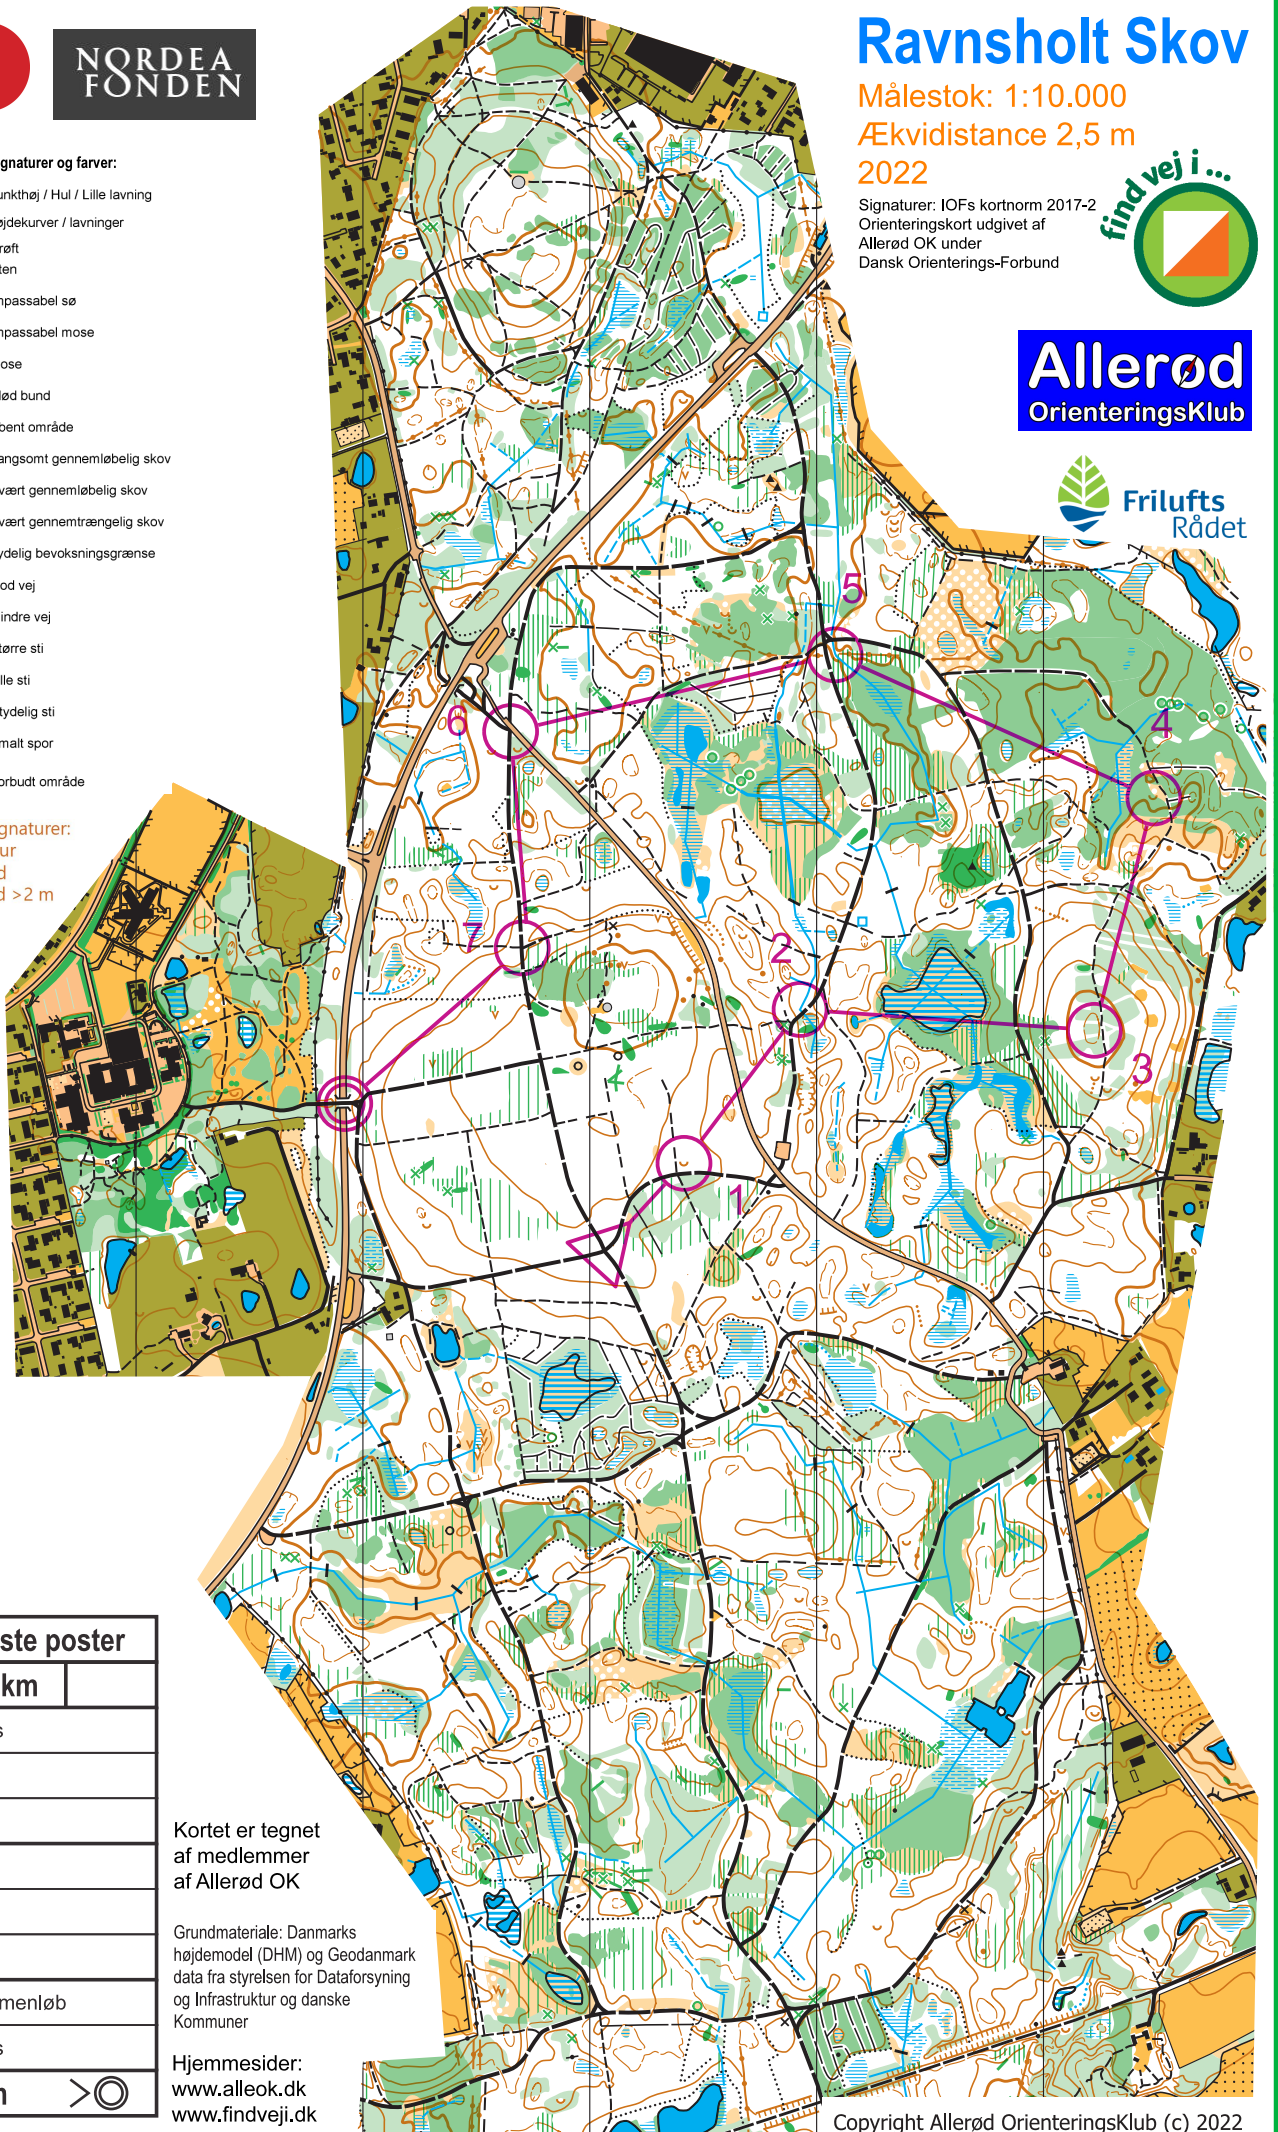 NORDEA
FONDEN
Ravnsholt Skov
Målestok: 1:10.000
Ækvidistance 2,5 m
2022
Signaturer: IOFs kortnorm 2017-2
Orienteringskort udgivet af
Allerød OK under
Dansk Orienterings-Forbund
find vej i ...
Allerød
OrienteringsKlub
Frilufts
Rådet
gnaturer og farver:
unkthøj / Hul / Lille lavning
øjdekurver / lavninger
røft
ten
npassabel sø
npassabel mose
ose
lød bund
bent område
angsomt gennemløbelig skov
vært gennemløbelig skov
vært gennemtrængelig skov
ydelig bevoksningsgrænse
od vej
indre vej
tørre sti
lle sti
tydelig sti
malt spor
orbudt område
gnaturer:
ur
d
d >2 m
5
4
6
7
2
3
1
ste poster
km
s
menløb
s
n
Kortet er tegnet
af medlemmer
af Allerød OK
Grundmateriale: Danmarks
højdemodel (DHM) og Geodanmark
data fra styrelsen for Dataforsyning
og Infrastruktur og danske
Kommuner
Hjemmesider:
www.alleok.dk
www.findveji.dk
Copyright Allerød OrienteringsKlub (c) 2022